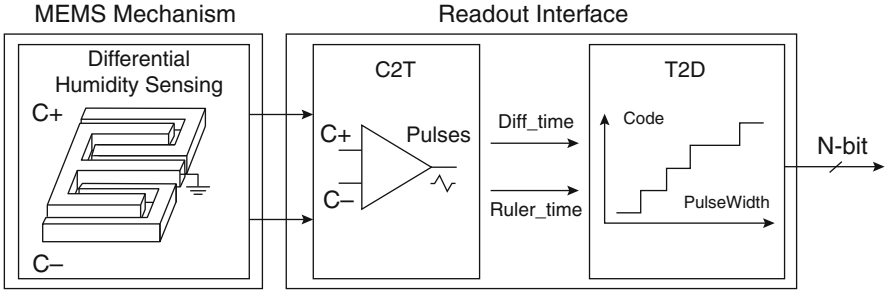 MEMS Mechanism
Readout Interface
Differential
Humidity Sensing
C+
C−
C2T
C+
C−
Pulses
Diff_time
Ruler_time
T2D
Code
PulseWidth
N-bit